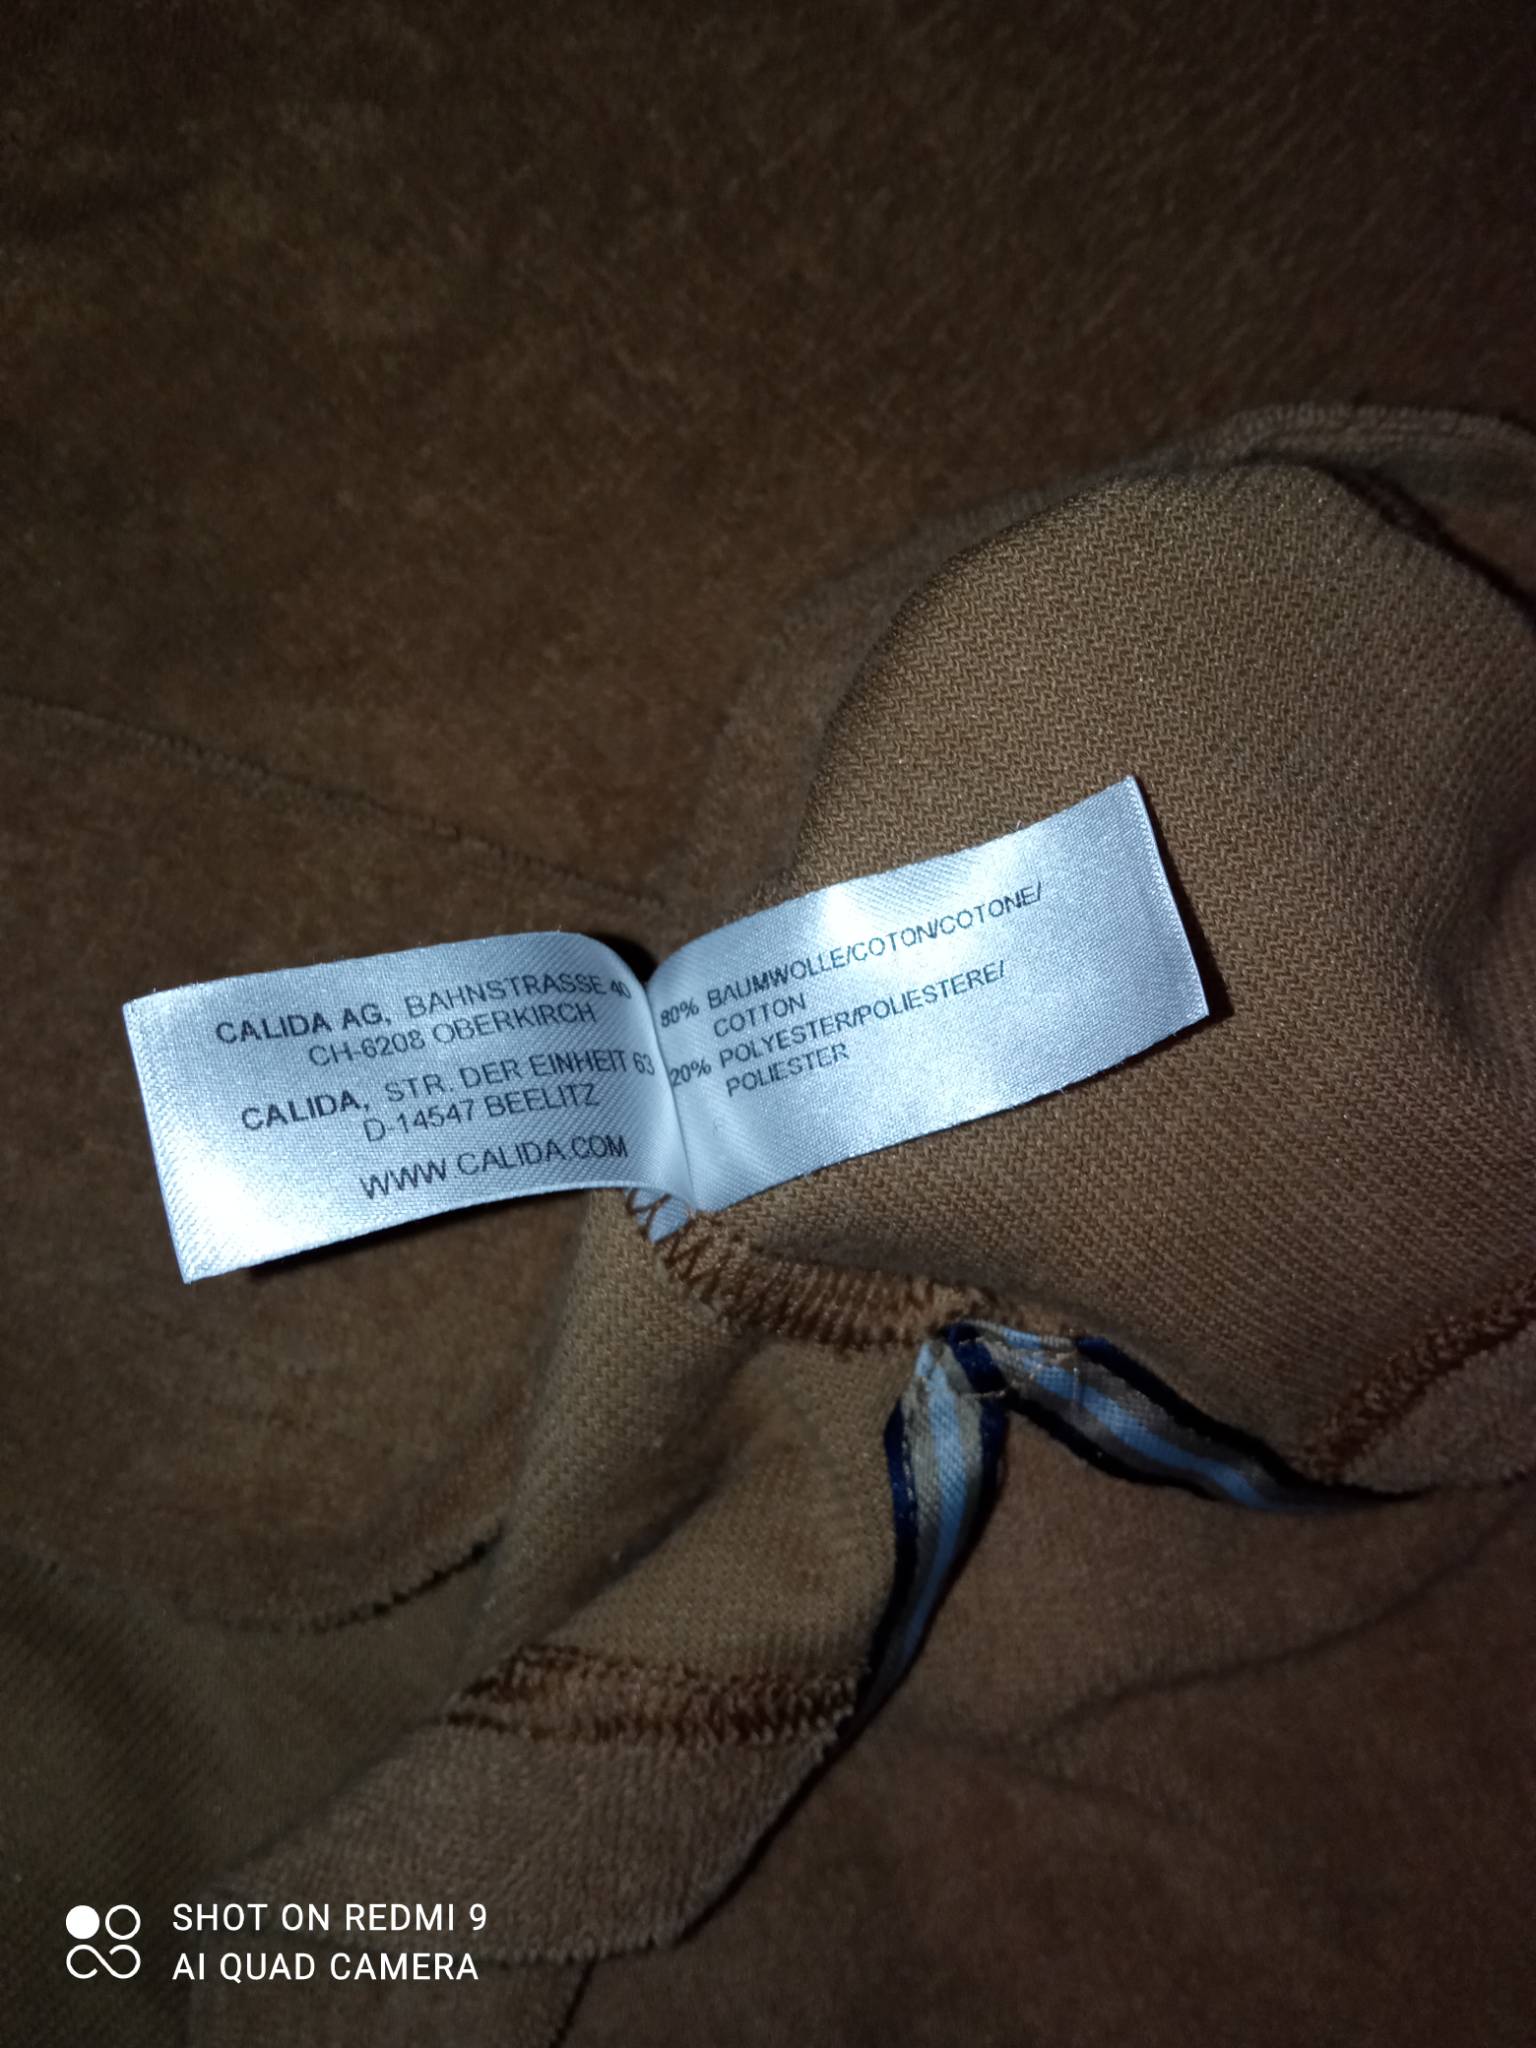 CALIDA AG, BAHNSTRASSE 40
CH-6208 OBERKIRCH
CALIDA, STR. DER EINHEIT 63
D-14547 BEELITZ
WWW.CALIDA.COM
80% BAUMWOLLE/COTON/COTONE/
COTTON
20% POLYESTER/POLIESTERE/
POLIESTER
SHOT ON REDMI 9
AI QUAD CAMERA